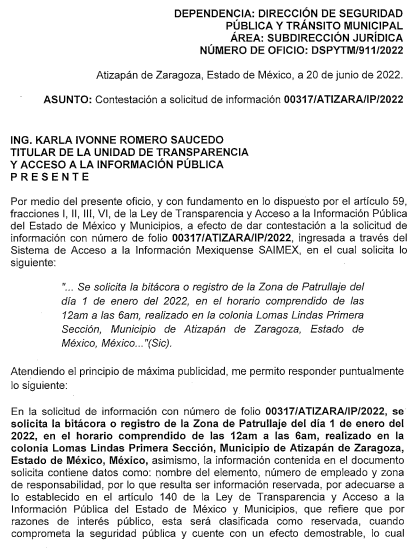 DEPENDENCIA: DIRECCIÓN DE SEGURIDAD
PÚBLICA Y TRÁNSITO MUNICIPAL
ÁREA: SUBDIRECCIÓN JURÍDICA
NÚMERO DE OFICIO: DSPYTM/911/2022
Atizapán de Zaragoza, Estado de México, a 20 de junio de 2022.
ASUNTO: Contestación a solicitud de información 00317/ATIZARA/IP/2022
ING. KARLA IVONNE ROMERO SAUCEDO
TITULAR DE LA UNIDAD DE TRANSPARENCIA
Y ACCESO A LA INFORMACIÓN PÚBLICA
P R E S E N T E
Por medio del presente oficio, y con fundamento en lo dispuesto por el artículo 59,
fracciones I, II, III, VI, de la Ley de Transparencia y Acceso a la Información Pública
del Estado de México y Municipios, a efecto de dar contestación a la solicitud de
información con número de folio 00317/ATIZARA/IP/2022, ingresada a través del
Sistema de Acceso a la Información Mexiquense SAIMEX, en el cual solicita lo
siguiente:
"... Se solicita la bitácora o registro de la Zona de Patrullaje del
día 1 de enero del 2022, en el horario comprendido de las
12am a las 6am, realizado en la colonia Lomas Lindas Primera
Sección, Municipio de Atizapán de Zaragoza, Estado de
México, México..."(Sic).
Atendiendo el principio de máxima publicidad, me permito responder puntualmente
lo siguiente:
En la solicitud de información con número de folio 00317/ATIZARA/IP/2022, se
solicita la bitácora o registro de la Zona de Patrullaje del día 1 de enero del
2022, en el horario comprendido de las 12am a las 6am, realizado en la
colonia Lomas Lindas Primera Sección, Municipio de Atizapán de Zaragoza,
Estado de México, México, asimismo, la información contenida en el documento
solicita contiene datos como: nombre del elemento, número de empleado y zona
de responsabilidad, por lo que resulta ser información reservada, por adecuarse a
lo establecido en el artículo 140 de la Ley de Transparencia y Acceso a la
Información Pública del Estado de México y Municipios, que refiere que por
razones de interés público, esta será clasificada como reservada, cuando
comprometa la seguridad pública y cuente con un efecto demostrable, lo cual